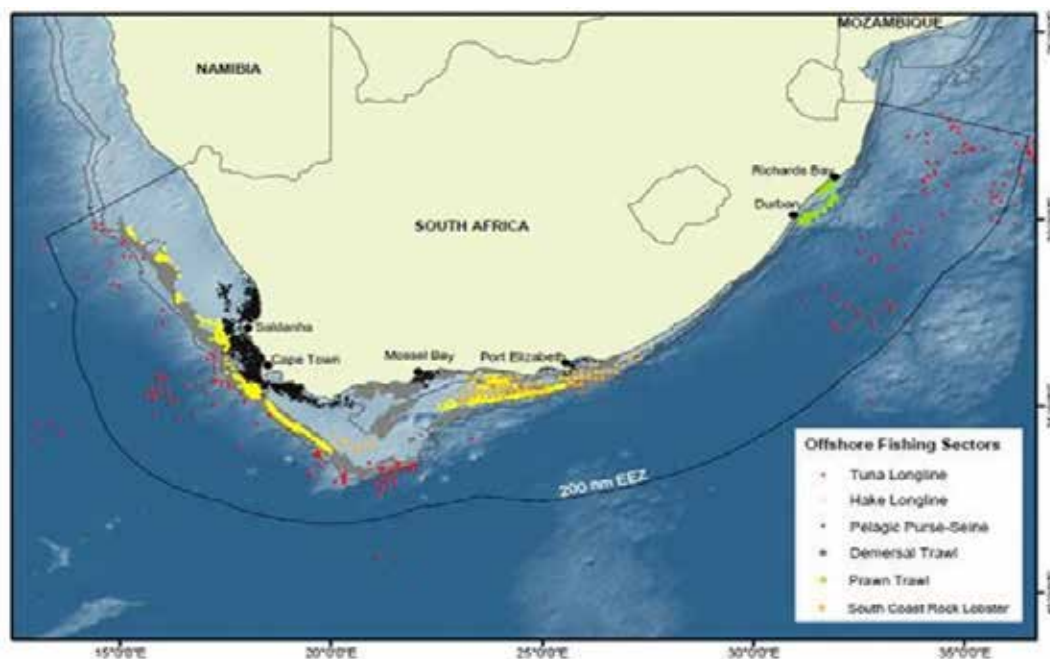 MOZAMBIQUE
NAMIBIA
Richards Bay
Durban
SOUTH AFRICA
Saldanha
Cape Town
Mossel Bay
Port Elizabeth
200 nm EEZ
Offshore Fishing Sectors
Tuna Longline
Hake Longline
Pelagic Purse-Seine
Demersal Trawl
Prawn Trawl
South Coast Rock Lobster
15°0'0"E
20°0'0"E
25°0'0"E
30°0'0"E
35°0'0"E